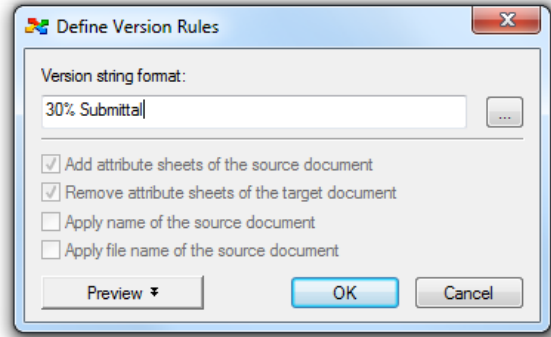 Define Version Rules
Version string format:
30% Submittal
...
Add attribute sheets of the source document
Remove attribute sheets of the target document
Apply name of the source document
Apply file name of the source document
Preview
OK
Cancel